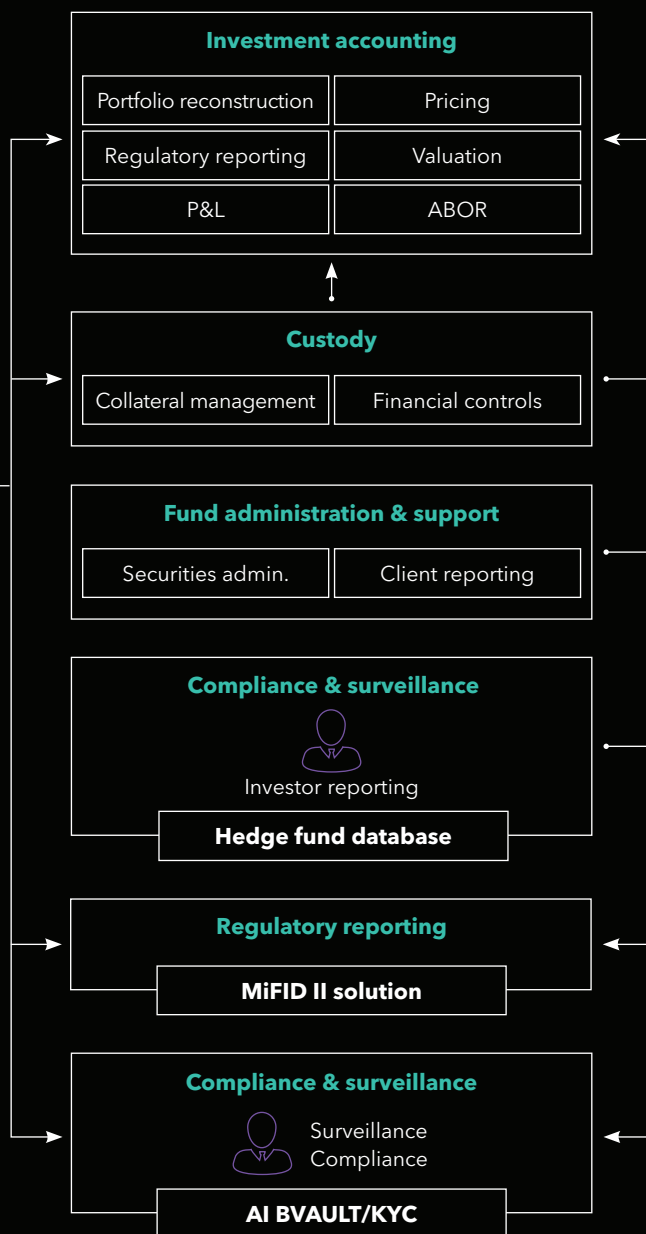 Investment accounting
Portfolio reconstruction
Pricing
Regulatory reporting
Valuation
P&L
ABOR
Custody
Collateral management
Financial controls
Fund administration & support
Securities admin.
Client reporting
Compliance & surveillance
Investor reporting
Hedge fund database
Regulatory reporting
MiFID II solution
Compliance & surveillance
Surveillance
Compliance
AI BVAULT/KYC